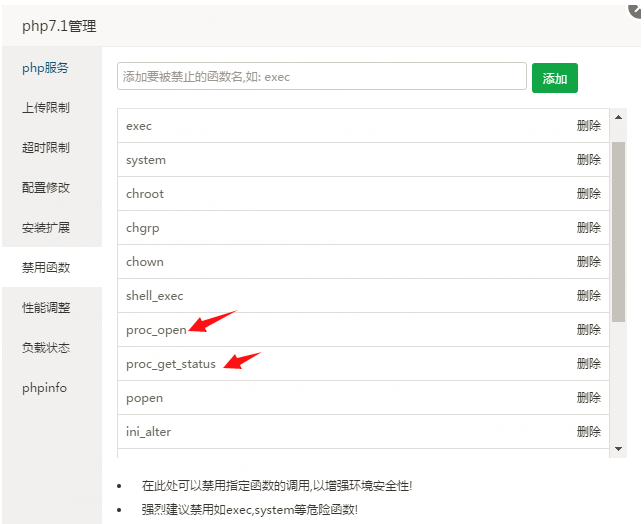 php7.1管理
php服务
上传限制
超时限制
配置修改
安装扩展
禁用函数
性能调整
负载状态
phpinfo
添加要被禁止的函数名,如: exec 添加
exec 删除
system 删除
chroot 删除
chgrp 删除
chown 删除
shell_exec 删除
proc_open 删除
proc_get_status 删除
popen 删除
ini_alter 删除
在此处可以禁用指定函数的调用,以增强环境安全性!
强烈建议禁用如exec,system等危险函数!